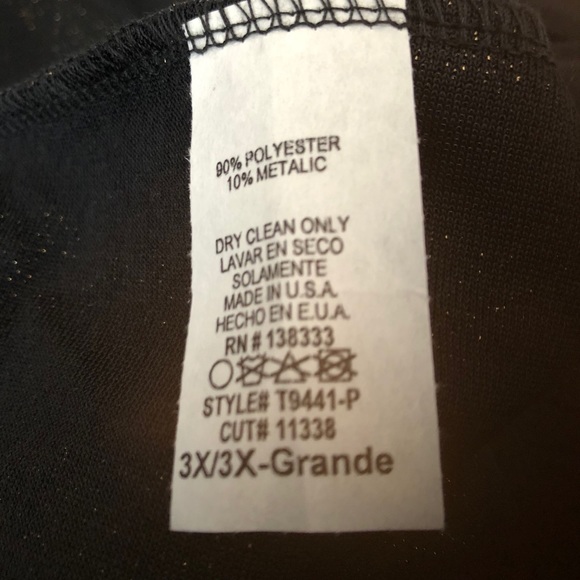 90% POLYESTER
10% METALIC
DRY CLEAN ONLY
LAVAR EN SECO
SOLAMENTE
MADE IN U.S.A.
HECHO EN E.U.A.
RN # 138333
STYLE# T9441-P
CUT# 11338
3X/3X-Grande